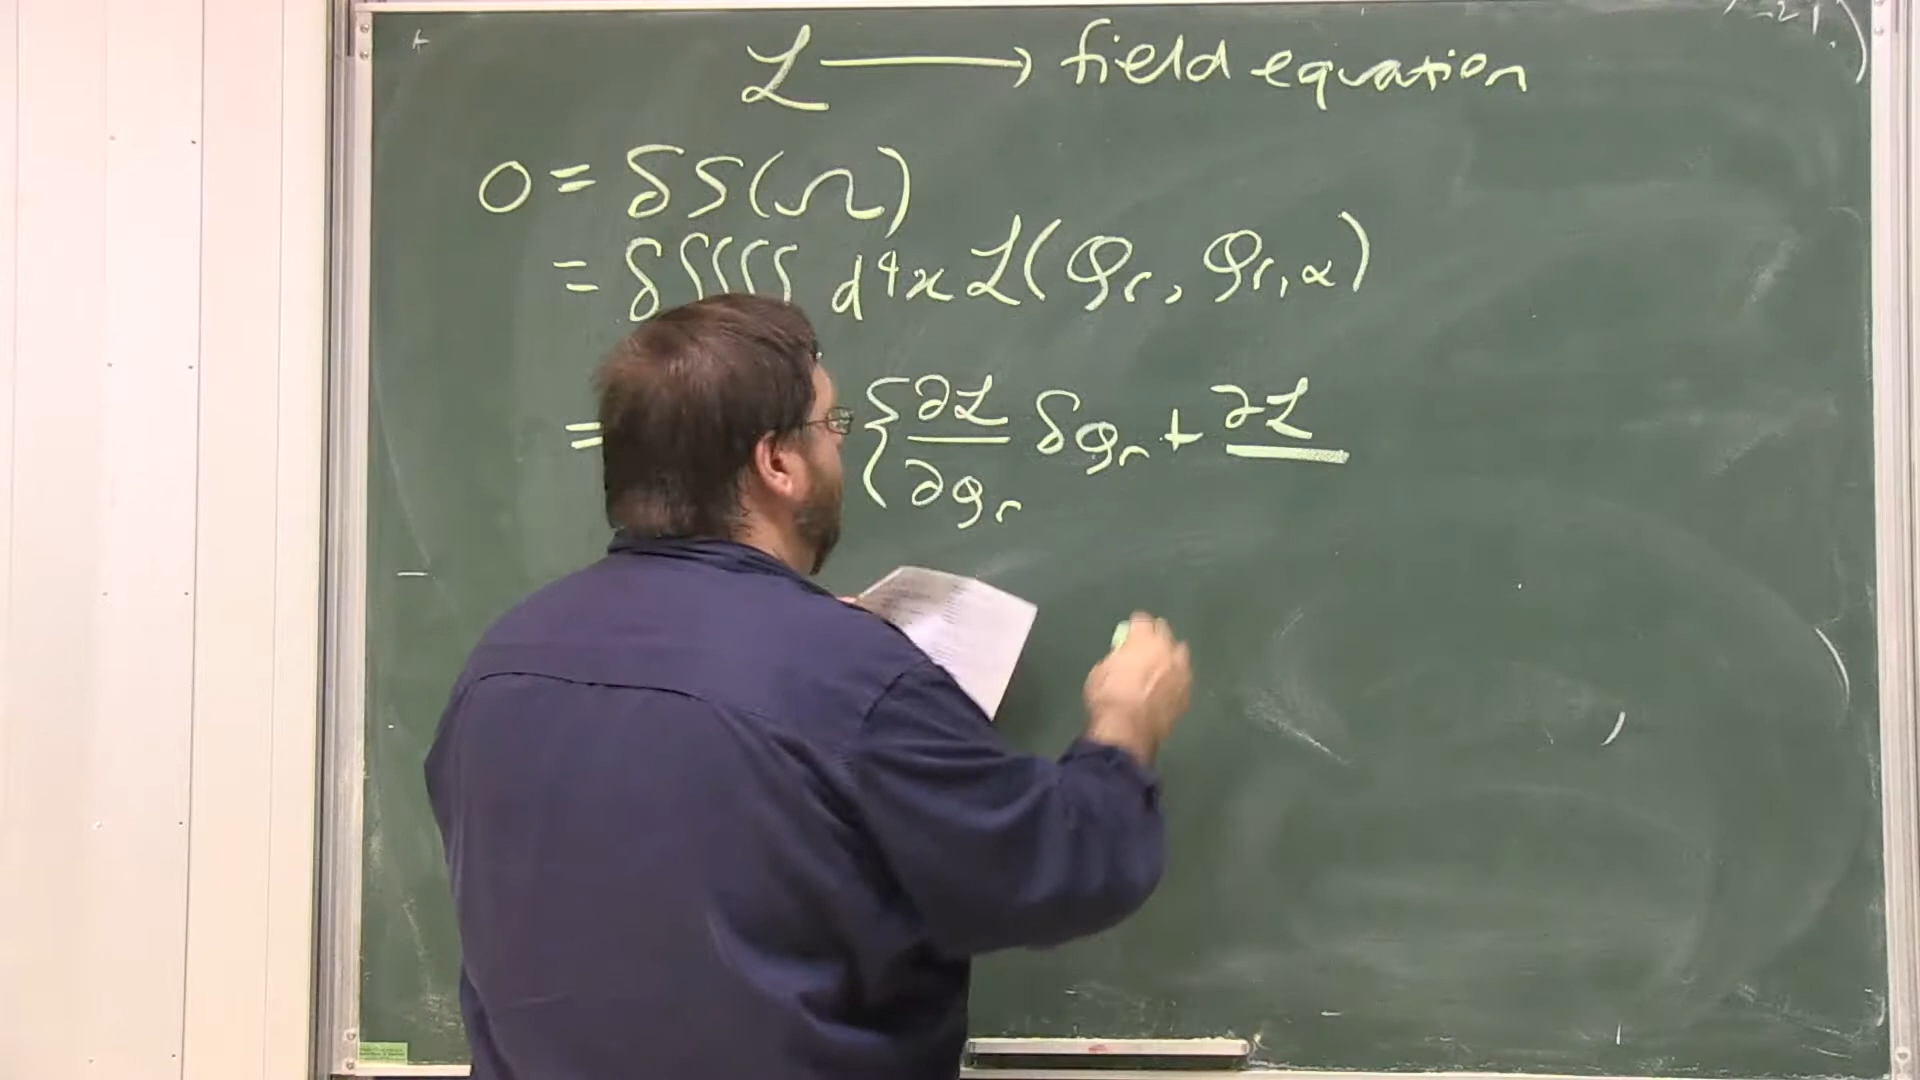 ℒ ⟶ field equation
0 = δS(Ω)
= δ∫∫∫∫ d⁴x ℒ(φᵣ, φᵣ,α)
= {∂ℒ/∂φᵣ δφᵣ + ∂ℒ